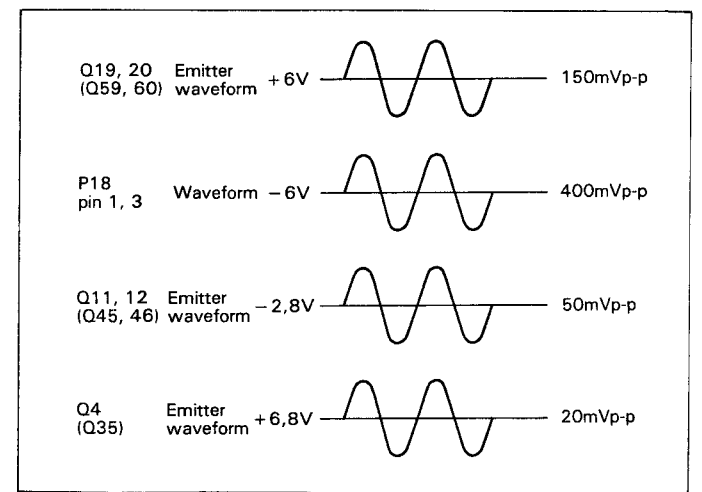 Q19, 20 Emitter +6V 150mVp-p
(Q59, 60) waveform
P18 Waveform −6V 400mVp-p
pin 1, 3
Q11, 12 Emitter −2,8V 50mVp-p
(Q45, 46) waveform
Q4 Emitter +6,8V 20mVp-p
(Q35) waveform